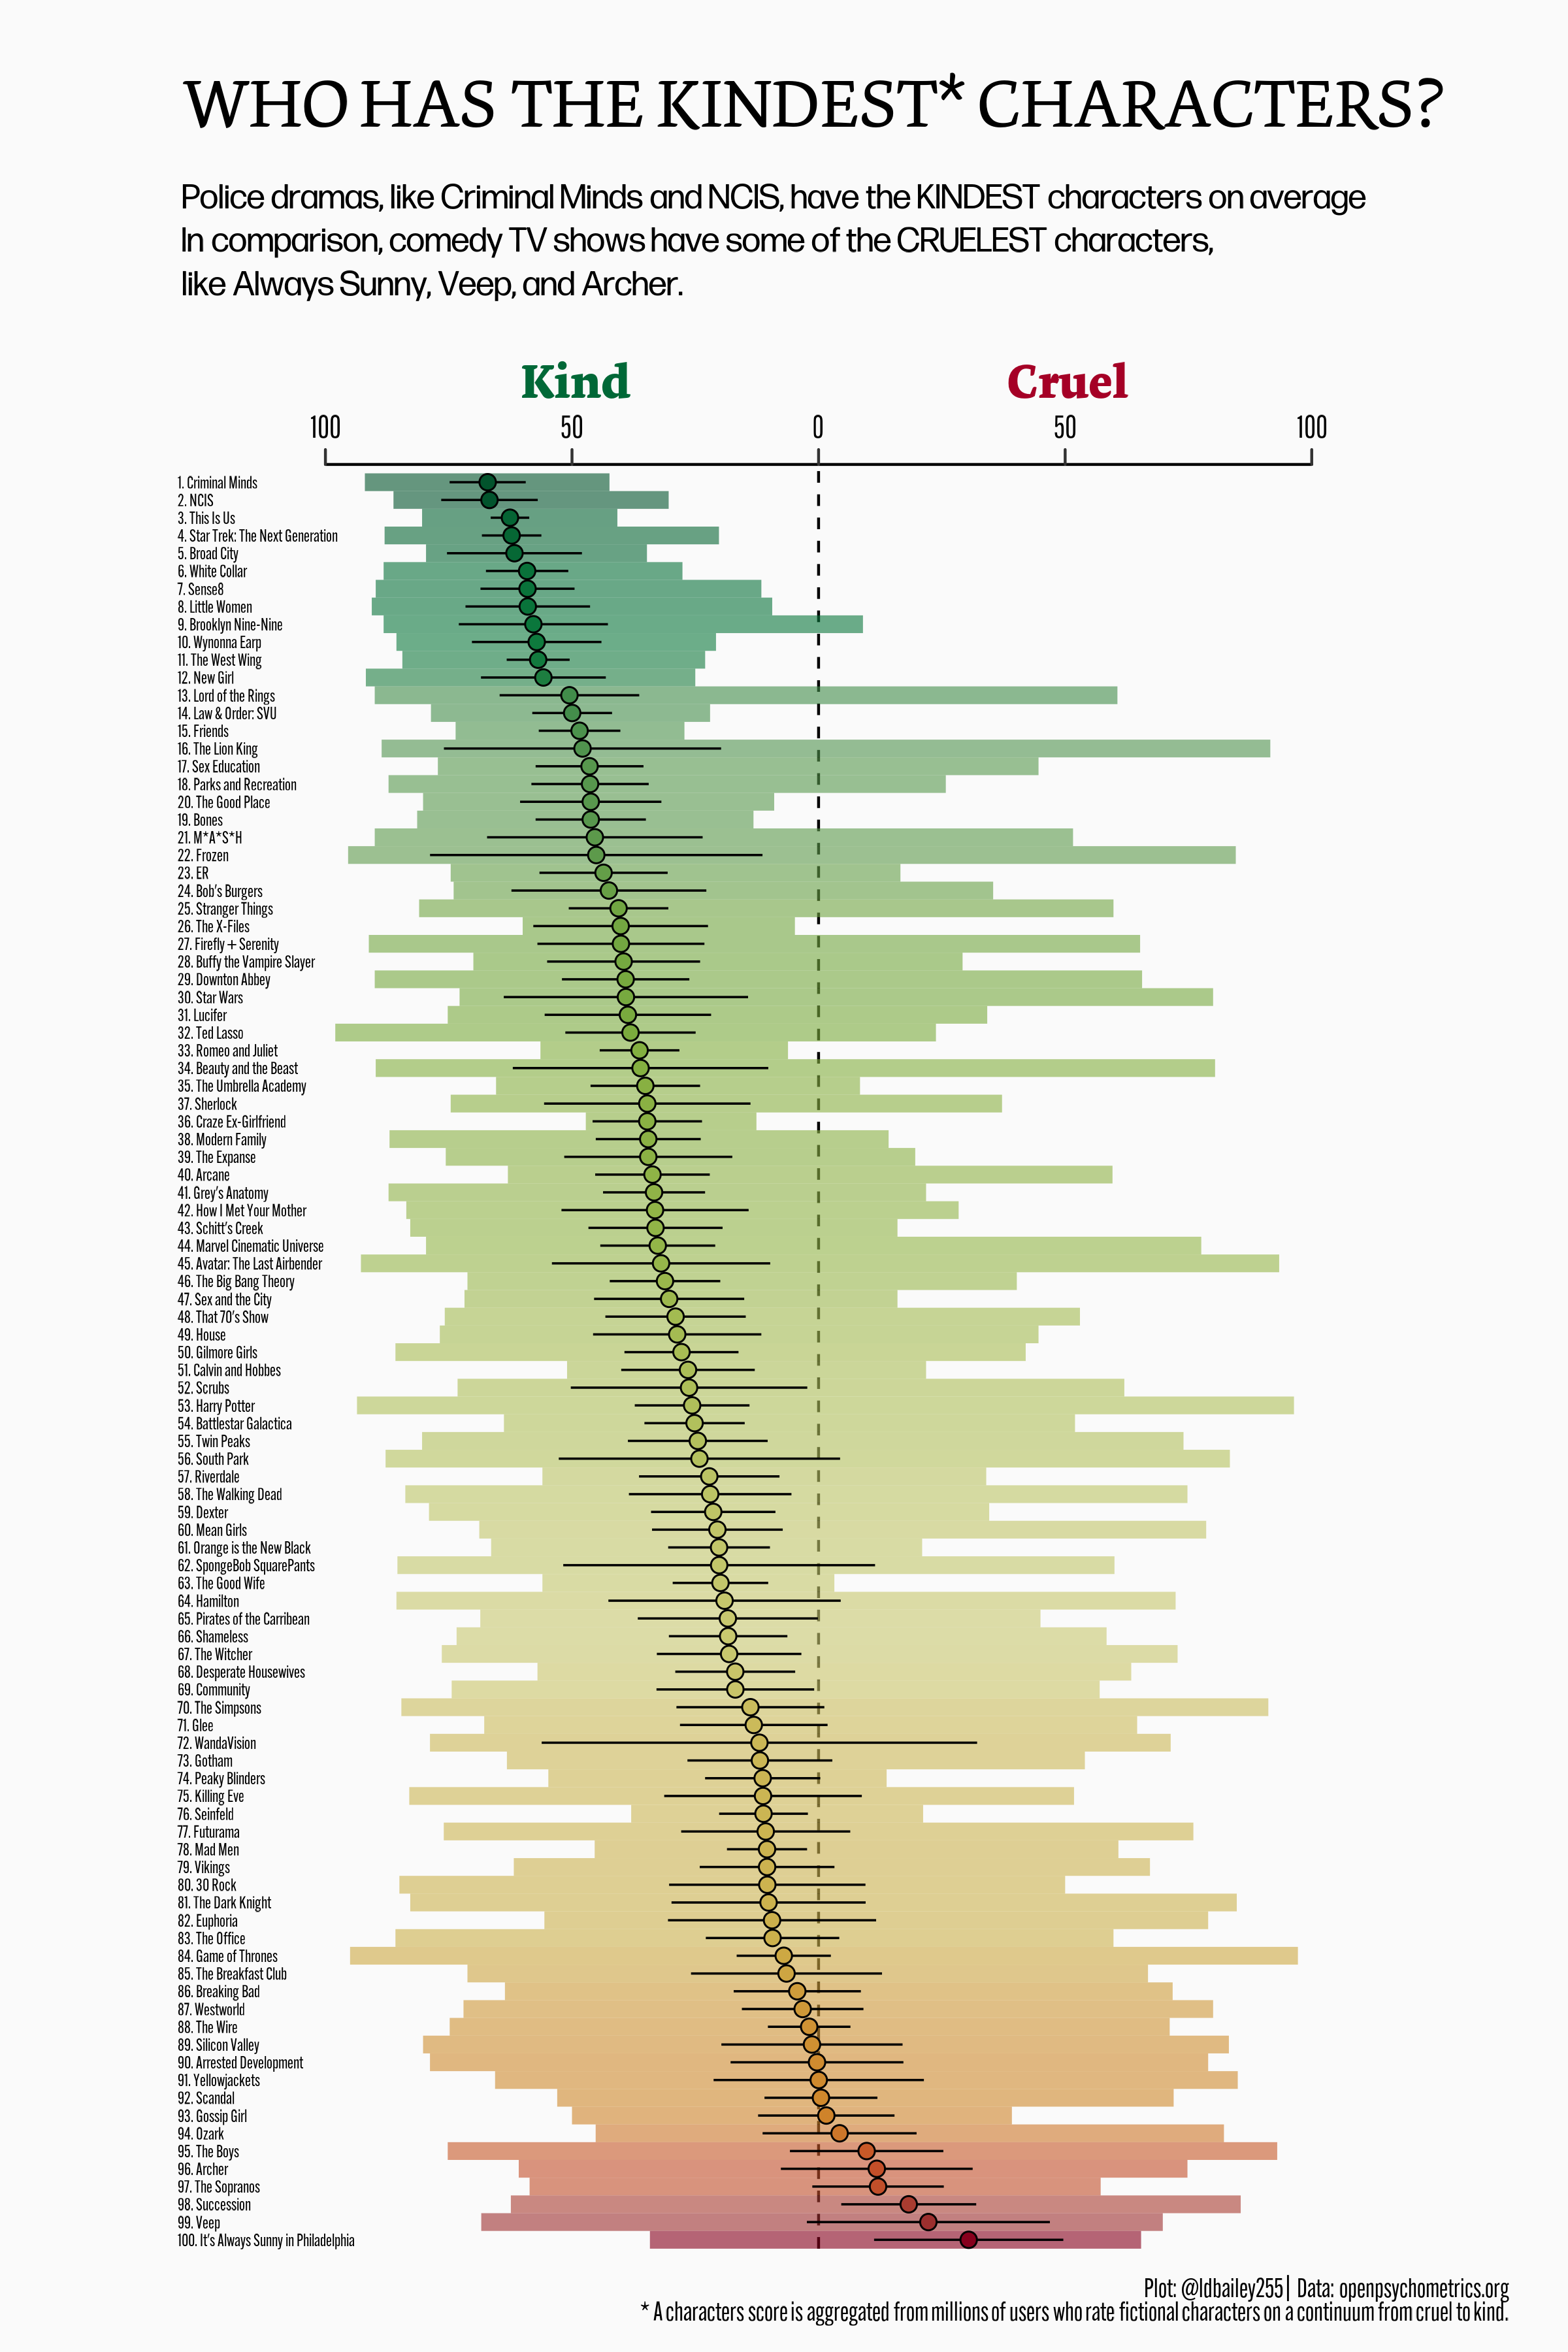 WHO HAS THE KINDEST* CHARACTERS?
Police dramas, like Criminal Minds and NCIS, have the KINDEST characters on average
In comparison, comedy TV shows have some of the CRUELEST characters,
like Always Sunny, Veep, and Archer.
Kind Cruel
100 50 0 50 100
1. Criminal Minds
2. NCIS
3. This Is Us
4. Star Trek: The Next Generation
5. Broad City
6. White Collar
7. Sense8
8. Little Women
9. Brooklyn Nine-Nine
10. Wynonna Earp
11. The West Wing
12. New Girl
13. Lord of the Rings
14. Law & Order: SVU
15. Friends
16. The Lion King
17. Sex Education
18. Parks and Recreation
20. The Good Place
19. Bones
21. M*A*S*H
22. Frozen
23. ER
24. Bob's Burgers
25. Stranger Things
26. The X-Files
27. Firefly + Serenity
28. Buffy the Vampire Slayer
29. Downton Abbey
30. Star Wars
31. Lucifer
32. Ted Lasso
33. Romeo and Juliet
34. Beauty and the Beast
35. The Umbrella Academy
37. Sherlock
36. Craze Ex-Girlfriend
38. Modern Family
39. The Expanse
40. Arcane
41. Grey's Anatomy
42. How I Met Your Mother
43. Schitt's Creek
44. Marvel Cinematic Universe
45. Avatar: The Last Airbender
46. The Big Bang Theory
47. Sex and the City
48. That 70's Show
49. House
50. Gilmore Girls
51. Calvin and Hobbes
52. Scrubs
53. Harry Potter
54. Battlestar Galactica
55. Twin Peaks
56. South Park
57. Riverdale
58. The Walking Dead
59. Dexter
60. Mean Girls
61. Orange is the New Black
62. SpongeBob SquarePants
63. The Good Wife
64. Hamilton
65. Pirates of the Carribean
66. Shameless
67. The Witcher
68. Desperate Housewives
69. Community
70. The Simpsons
71. Glee
72. WandaVision
73. Gotham
74. Peaky Blinders
75. Killing Eve
76. Seinfeld
77. Futurama
78. Mad Men
79. Vikings
80. 30 Rock
81. The Dark Knight
82. Euphoria
83. The Office
84. Game of Thrones
85. The Breakfast Club
86. Breaking Bad
87. Westworld
88. The Wire
89. Silicon Valley
90. Arrested Development
91. Yellowjackets
92. Scandal
93. Gossip Girl
94. Ozark
95. The Boys
96. Archer
97. The Sopranos
98. Succession
99. Veep
100. It's Always Sunny in Philadelphia
Plot: @ldbailey255| Data: openpsychometrics.org
* A characters score is aggregated from millions of users who rate fictional characters on a continuum from cruel to kind.